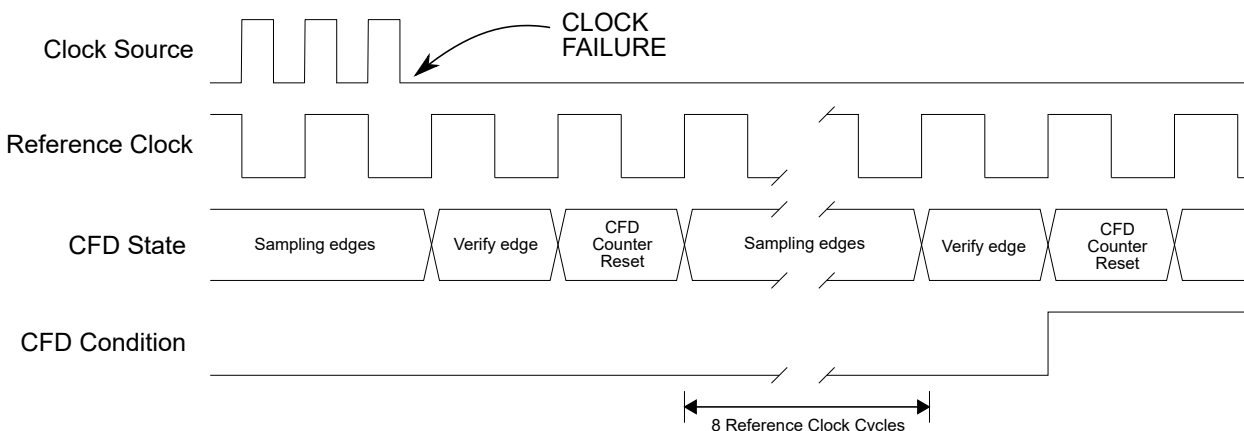 Clock Source
CLOCK
FAILURE
Reference Clock
CFD State
Sampling edges
Verify edge
CFD
Counter
Reset
Sampling edges
Verify edge
CFD
Counter
Reset
CFD Condition
8 Reference Clock Cycles